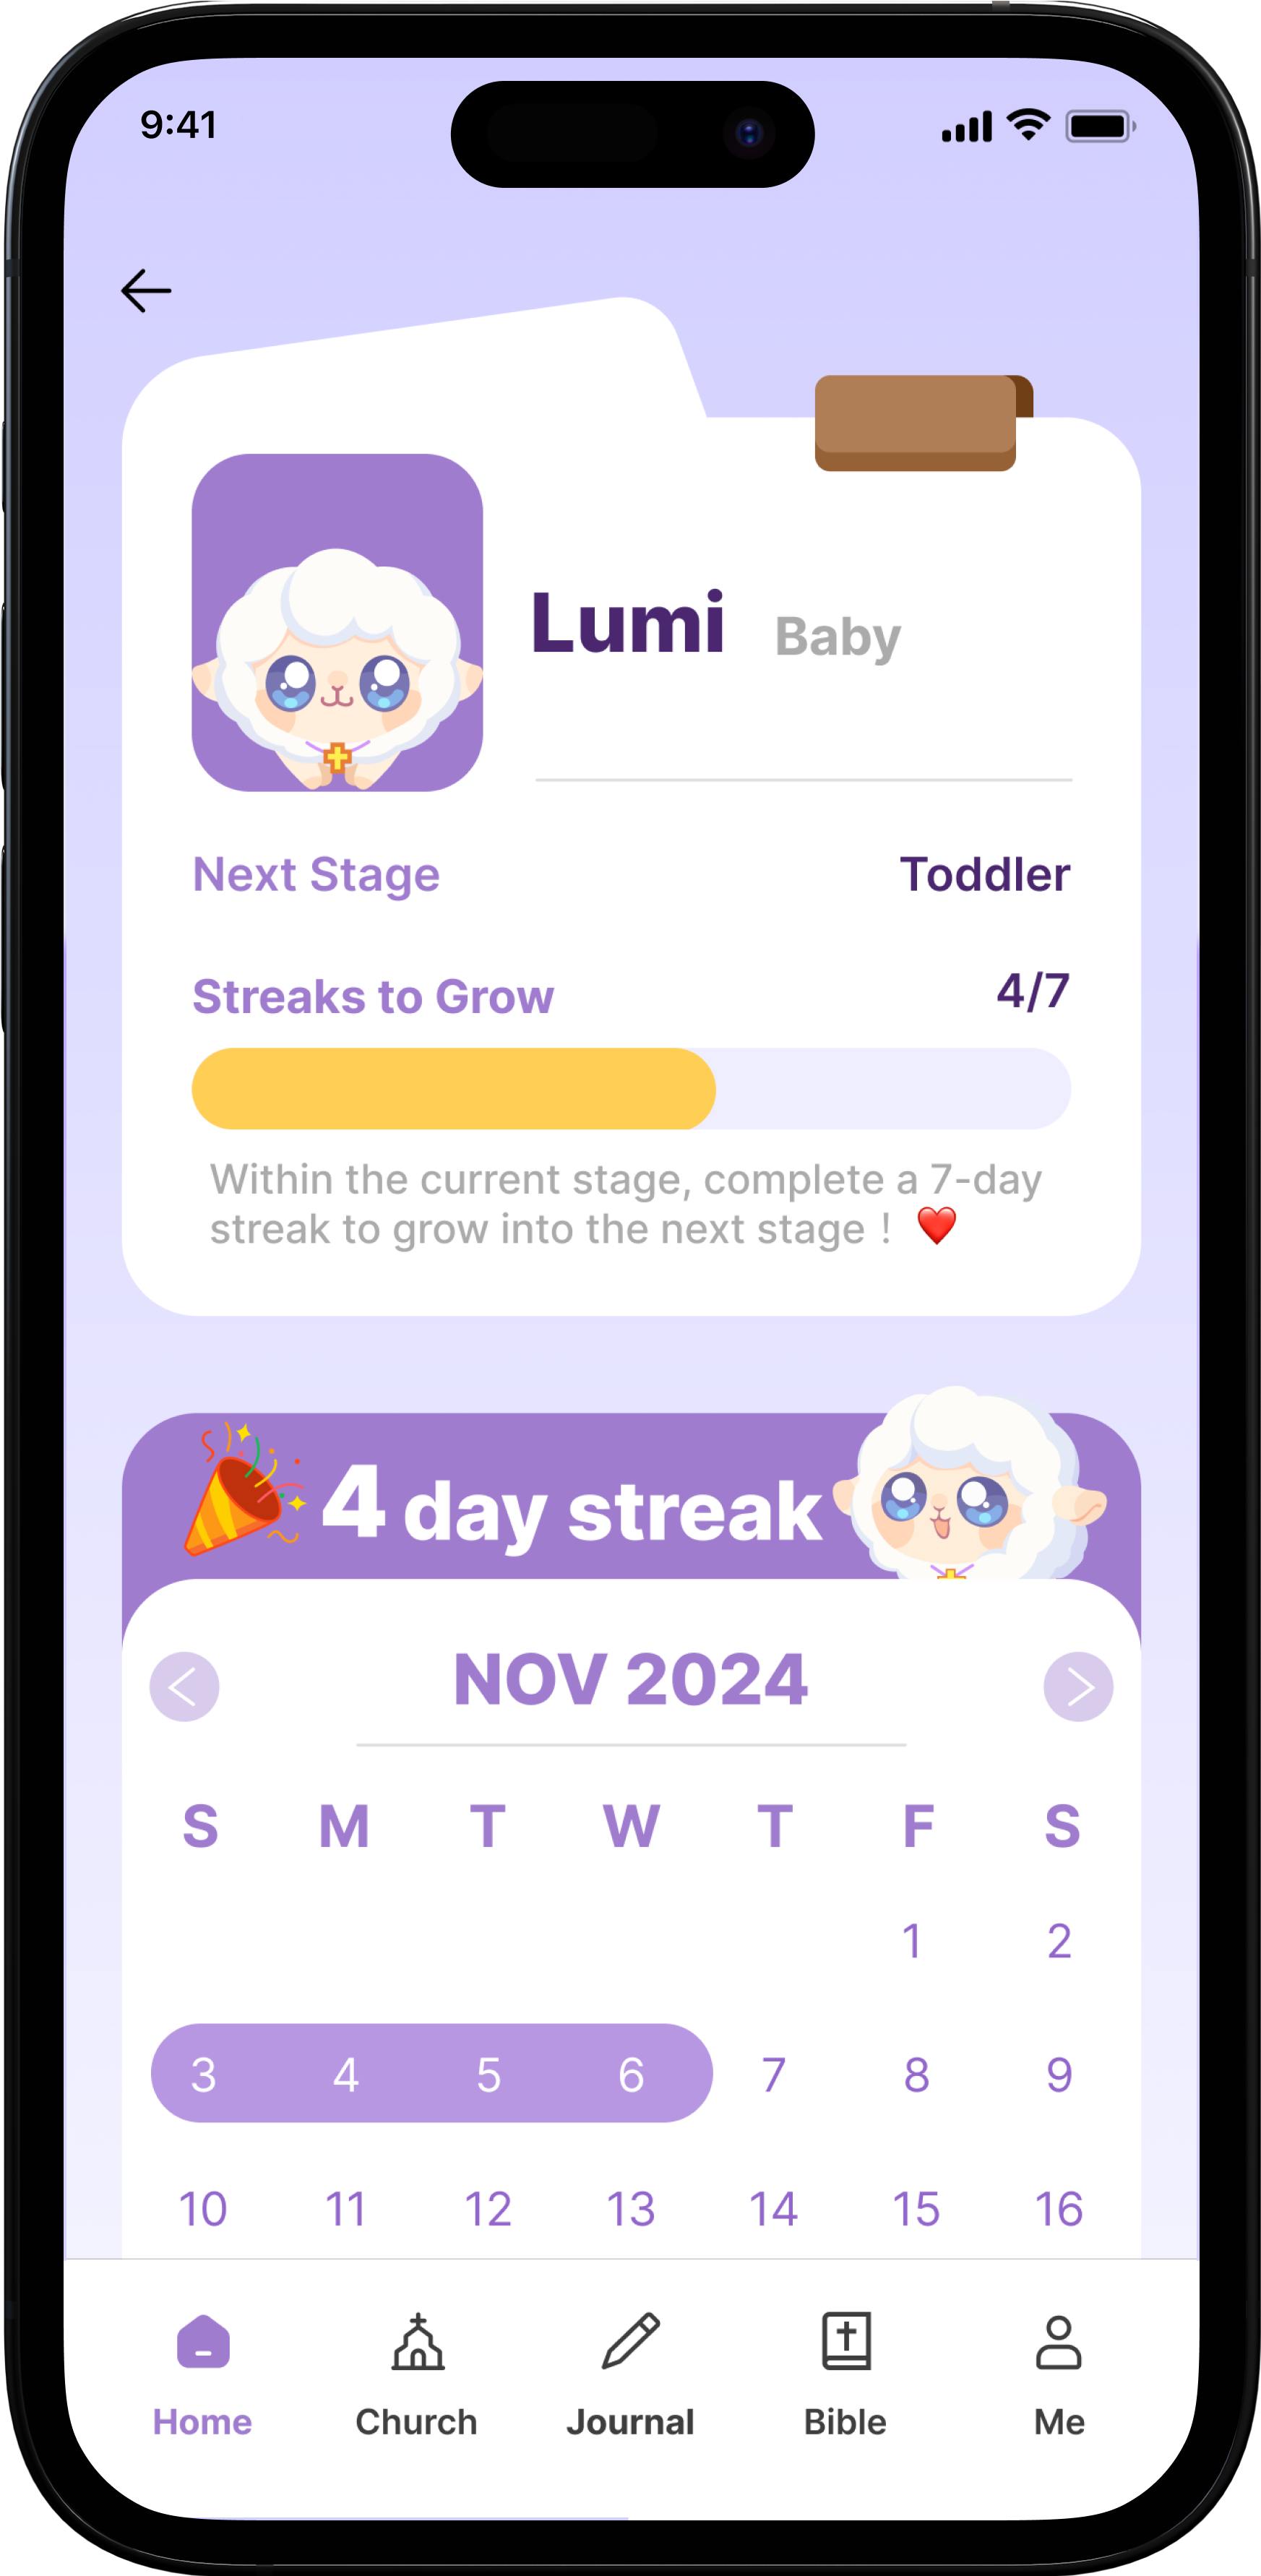 9:41
Lumi Baby
Next Stage Toddler
Streaks to Grow 4/7
Within the current stage, complete a 7-day
streak to grow into the next stage！ ❤️
4 day streak
NOV 2024
S M T W T F S
1 2
3 4 5 6 7 8 9
10 11 12 13 14 15 16
Home Church Journal Bible Me